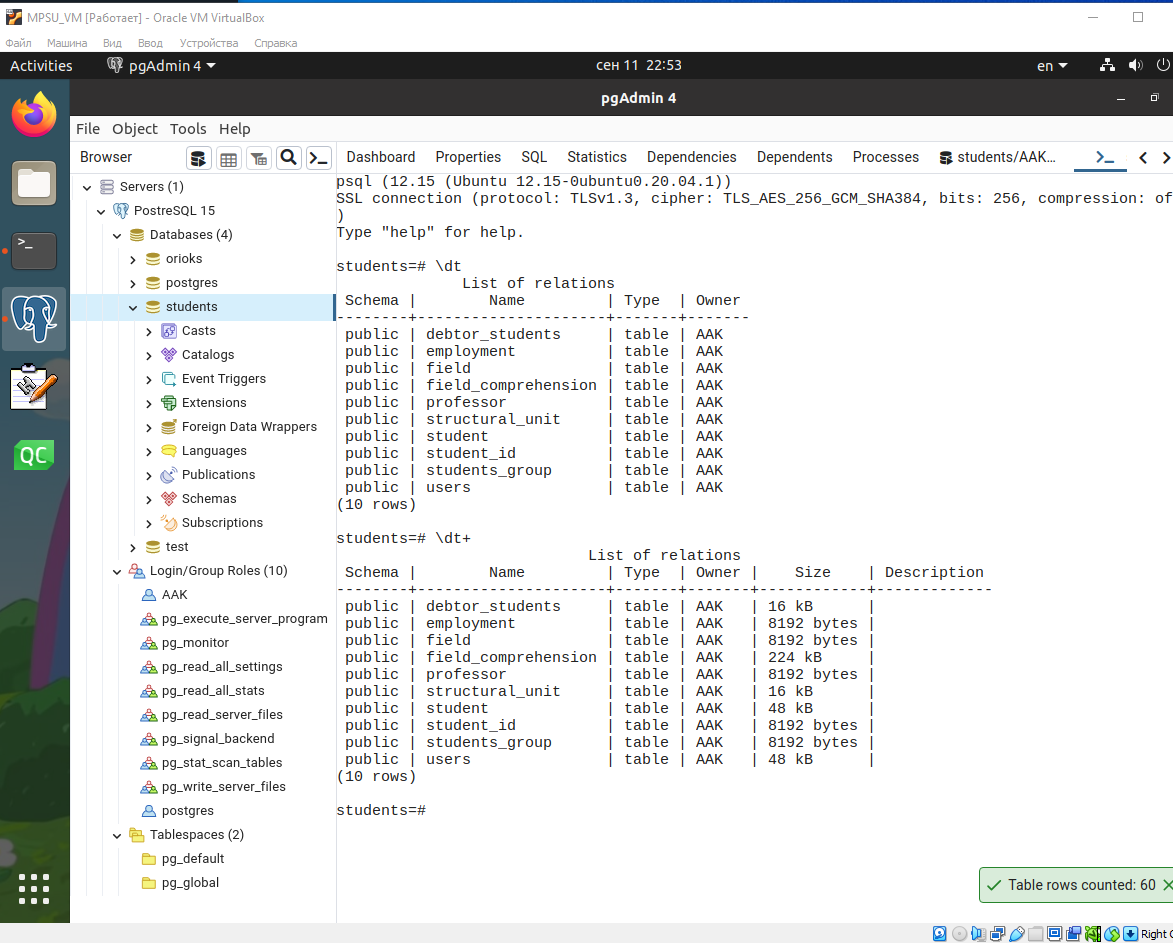 MPSU_VM [Работает] - Oracle VM VirtualBox
Файл Машина Вид Ввод Устройства Справка
Activities pgAdmin 4 сен 11 22:53 en
pgAdmin 4
File Object Tools Help
Browser Dashboard Properties SQL Statistics Dependencies Dependents Processes students/AAK...
Servers (1)
PostreSQL 15
Databases (4)
orioks
postgres
students
Casts
Catalogs
Event Triggers
Extensions
Foreign Data Wrappers
Languages
Publications
Schemas
Subscriptions
test
Login/Group Roles (10)
AAK
pg_execute_server_program
pg_monitor
pg_read_all_settings
pg_read_all_stats
pg_read_server_files
pg_signal_backend
pg_stat_scan_tables
pg_write_server_files
postgres
Tablespaces (2)
pg_default
pg_global
QC
psql (12.15 (Ubuntu 12.15-0ubuntu0.20.04.1))
SSL connection (protocol: TLSv1.3, cipher: TLS_AES_256_GCM_SHA384, bits: 256, compression: of
)
Type "help" for help.
students=# \dt
List of relations
Schema | Name | Type | Owner
--------+---------------------+-------+-------
public | debtor_students | table | AAK
public | employment | table | AAK
public | field | table | AAK
public | field_comprehension | table | AAK
public | professor | table | AAK
public | structural_unit | table | AAK
public | student | table | AAK
public | student_id | table | AAK
public | students_group | table | AAK
public | users | table | AAK
(10 rows)
students=# \dt+
List of relations
Schema | Name | Type | Owner | Size | Description
--------+---------------------+-------+-------+------------+-------------
public | debtor_students | table | AAK | 16 kB |
public | employment | table | AAK | 8192 bytes |
public | field | table | AAK | 8192 bytes |
public | field_comprehension | table | AAK | 224 kB |
public | professor | table | AAK | 8192 bytes |
public | structural_unit | table | AAK | 16 kB |
public | student | table | AAK | 48 kB |
public | student_id | table | AAK | 8192 bytes |
public | students_group | table | AAK | 8192 bytes |
public | users | table | AAK | 48 kB |
(10 rows)
students=#
Table rows counted: 60
Right C